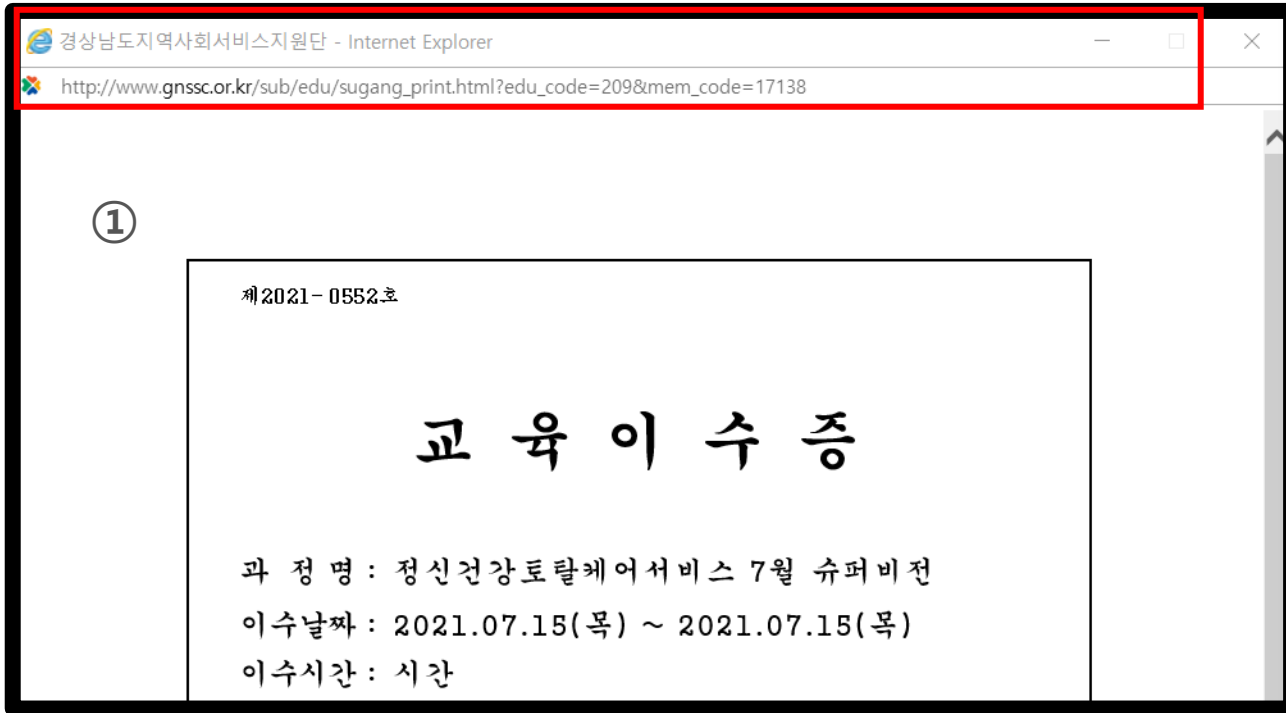 경상남도지역사회서비스지원단 - Internet Explorer
http://www.gnssc.or.kr/sub/edu/sugang_print.html?edu_code=209&mem_code=17138
①
제2021-0552호
교 육 이 수 증
과 정 명 : 정신건강토탈케어서비스 7월 슈퍼비전
이수날짜 : 2021.07.15(목) ~ 2021.07.15(목)
이수시간 : 시간